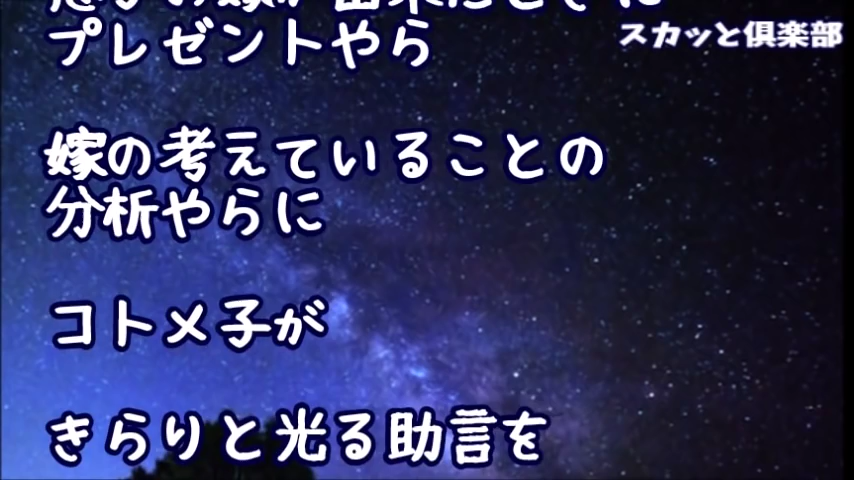 スカッと倶楽部
プレゼントやら
嫁の考えていることの
分析やらに
コトメ子が
きらりと光る助言を